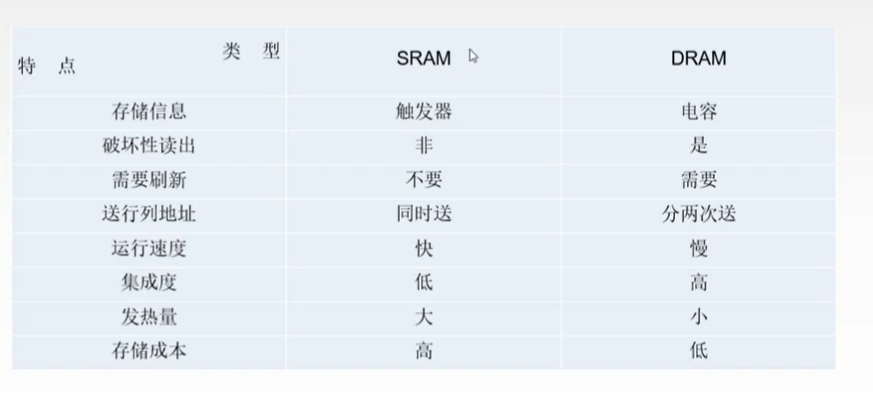 类 型
特 点 SRAM DRAM
存储信息 触发器 电容
破坏性读出 非 是
需要刷新 不要 需要
送行列地址 同时送 分两次送
运行速度 快 慢
集成度 低 高
发热量 大 小
存储成本 高 低